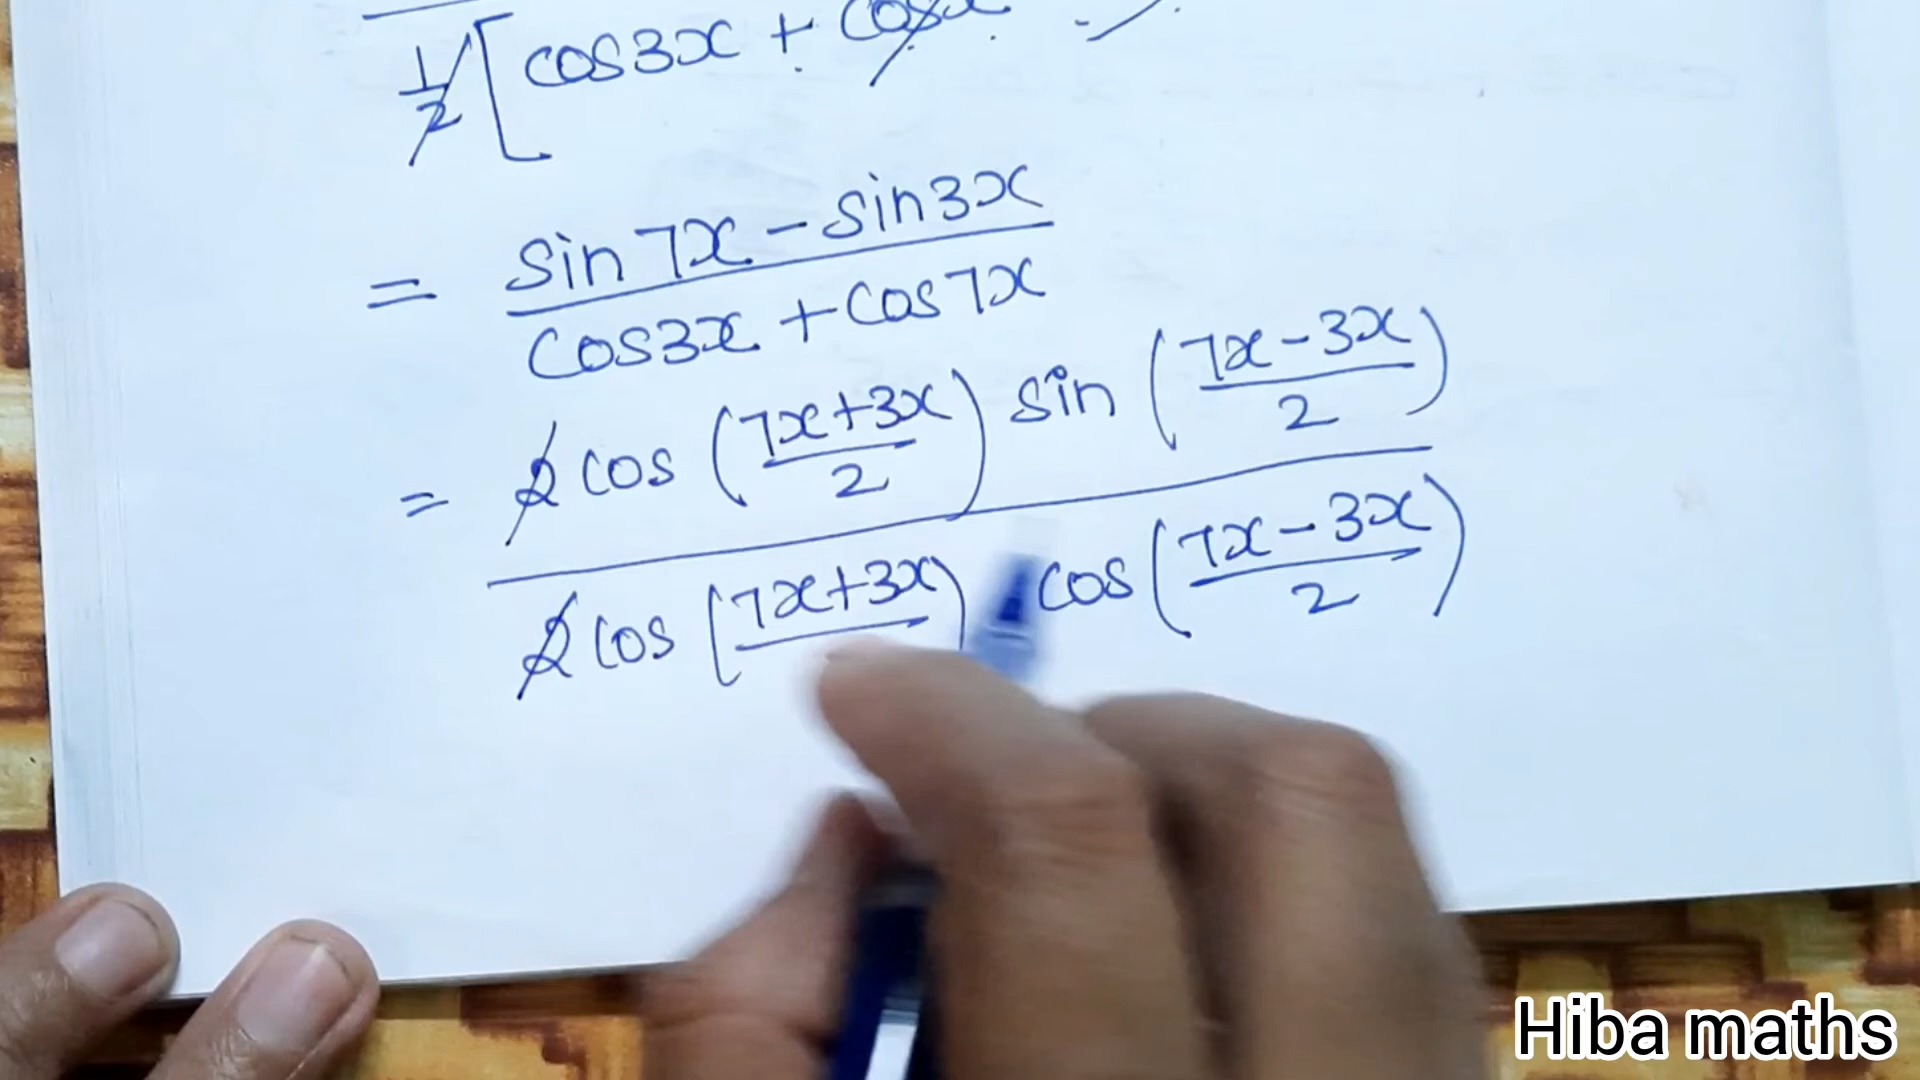 1/2 [ cos3x + cosx
= sin7x - sin3x / cos3x + cos7x
= 2 cos (7x+3x / 2) sin (7x-3x / 2)
2 cos (7x+3x) cos (7x-3x / 2)
Hiba maths